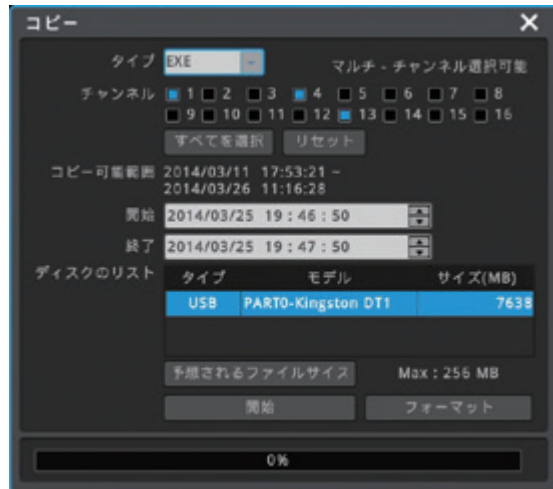 コピー
タイプ EXE マルチ - チャンネル選択可能
チャンネル 1 2 3 4 5 6 7 8
9 10 11 12 13 14 15 16
すべてを選択 リセット
コピー可能範囲 2014/03/11 17:53:21 –
2014/03/26 11:16:28
開始 2014/03/25 19 : 46 : 50
終了 2014/03/25 19 : 47 : 50
ディスクのリスト タイプ モデル サイズ(MB)
USB PART0-Kingston DT1 7638
予想されるファイルサイズ Max : 256 MB
開始 フォーマット
0%